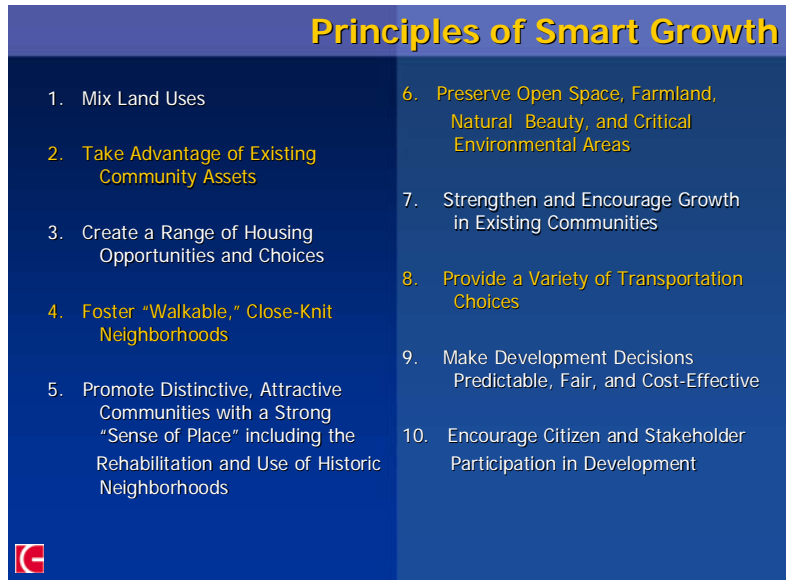 Principles of Smart Growth
1. Mix Land Uses
2. Take Advantage of Existing
Community Assets
3. Create a Range of Housing
Opportunities and Choices
4. Foster “Walkable,” Close-Knit
Neighborhoods
5. Promote Distinctive, Attractive
Communities with a Strong
“Sense of Place” including the
Rehabilitation and Use of Historic
Neighborhoods
6. Preserve Open Space, Farmland,
Natural Beauty, and Critical
Environmental Areas
7. Strengthen and Encourage Growth
in Existing Communities
8. Provide a Variety of Transportation
Choices
9. Make Development Decisions
Predictable, Fair, and Cost-Effective
10. Encourage Citizen and Stakeholder
Participation in Development